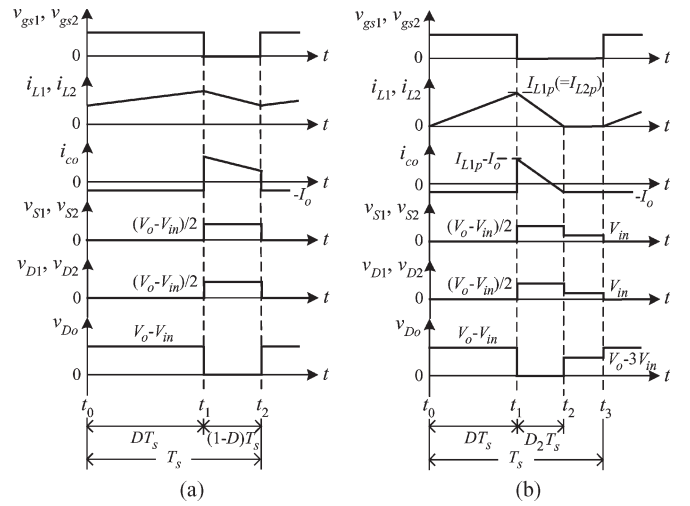 v_gs1, v_gs2
0
t
i_L1, i_L2
0
t
i_co
0
t
-I_o
v_S1, v_S2
(V_o-V_in)/2
0
t
v_D1, v_D2
(V_o-V_in)/2
0
t
v_Do
V_o-V_in
0
t
t_0
t_1
t_2
DT_s
(1-D)T_s
T_s
(a)
v_gs1, v_gs2
0
t
i_L1, i_L2
I_L1p(=I_L2p)
0
t
i_co
I_L1p-I_o
0
t
-I_o
v_S1, v_S2
(V_o-V_in)/2
V_in
0
t
v_D1, v_D2
(V_o-V_in)/2
V_in
0
t
v_Do
V_o-V_in
V_o-3V_in
0
t
t_0
t_1
t_2
t_3
DT_s
D_2T_s
T_s
(b)